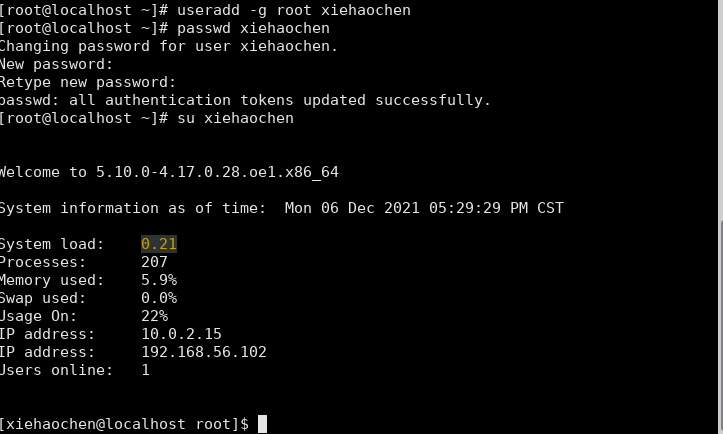 [root@localhost ~]# useradd -g root xiehaochen
[root@localhost ~]# passwd xiehaochen
Changing password for user xiehaochen.
New password:
Retype new password:
passwd: all authentication tokens updated successfully.
[root@localhost ~]# su xiehaochen
Welcome to 5.10.0-4.17.0.28.oe1.x86_64
System information as of time:  Mon 06 Dec 2021 05:29:29 PM CST
System load:    0.21
Processes:      207
Memory used:    5.9%
Swap used:      0.0%
Usage On:       22%
IP address:     10.0.2.15
IP address:     192.168.56.102
Users online:   1
[xiehaochen@localhost root]$